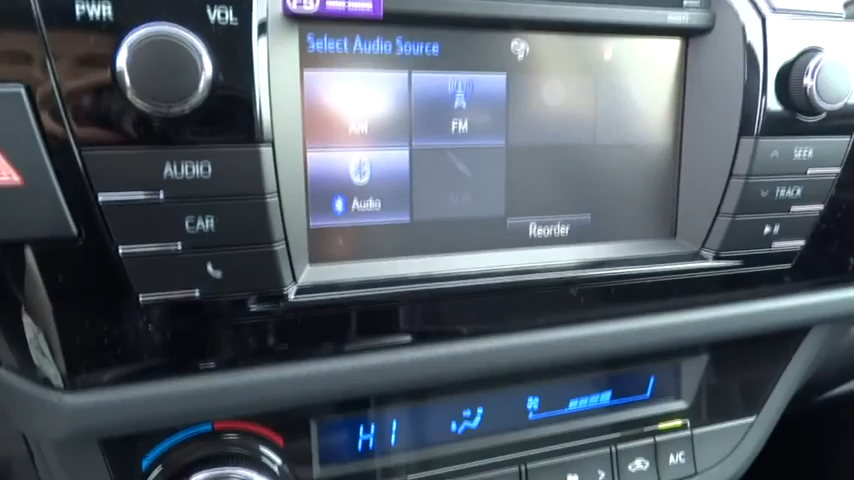 PWR
VOL
Select Audio Source
AM
FM
Audio
Reorder
AUDIO
CAR
SEEK
TRACK
HI
A/C